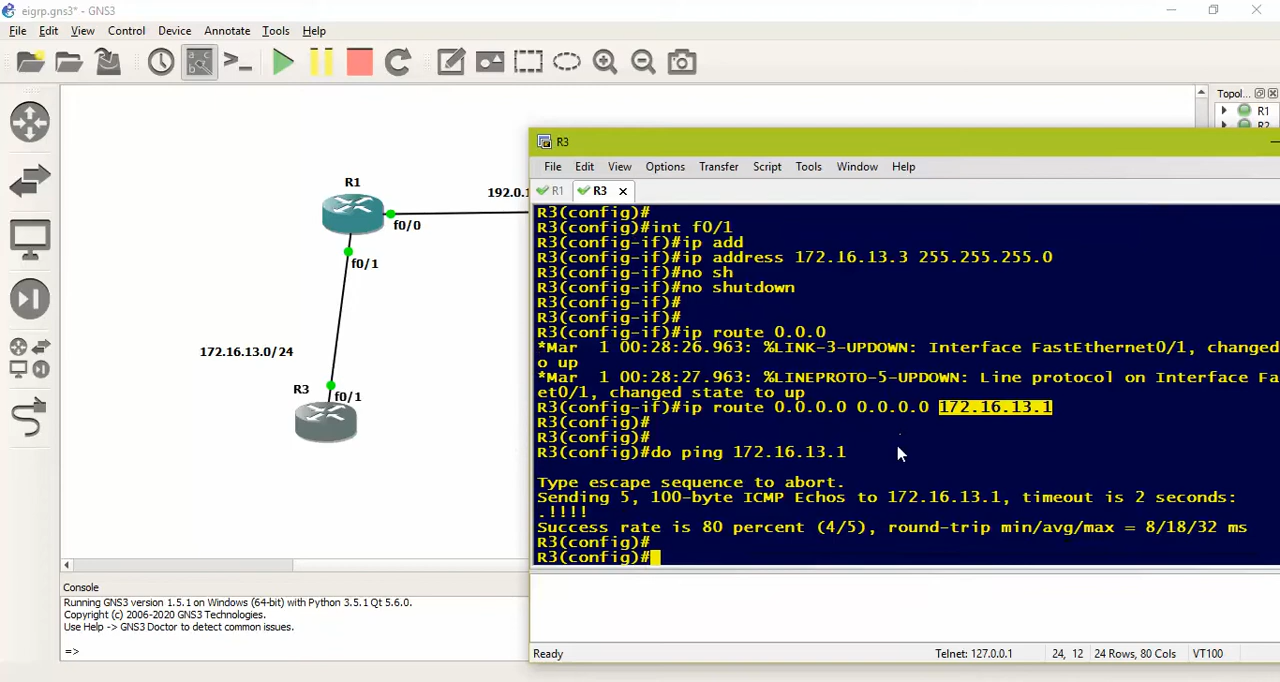 eigrp.gns3* - GNS3
File Edit View Control Device Annotate Tools Help
R1
f0/0
f0/1
192.0.1
172.16.13.0/24
R3
f0/1
Topol...
R1
R2
R3
File Edit View Options Transfer Script Tools Window Help
R1 R3
R3(config)#
R3(config)#int f0/1
R3(config-if)#ip add
R3(config-if)#ip address 172.16.13.3 255.255.255.0
R3(config-if)#no sh
R3(config-if)#no shutdown
R3(config-if)#
R3(config-if)#
R3(config-if)#ip route 0.0.0
*Mar  1 00:28:26.963: %LINK-3-UPDOWN: Interface FastEthernet0/1, changed
o up
*Mar  1 00:28:27.963: %LINEPROTO-5-UPDOWN: Line protocol on Interface F
et0/1, changed state to up
R3(config-if)#ip route 0.0.0.0 0.0.0.0 172.16.13.1
R3(config)#
R3(config)#
R3(config)#do ping 172.16.13.1
Type escape sequence to abort.
Sending 5, 100-byte ICMP Echos to 172.16.13.1, timeout is 2 seconds:
.!!!!
Success rate is 80 percent (4/5), round-trip min/avg/max = 8/18/32 ms
R3(config)#
R3(config)#
Ready Telnet: 127.0.0.1 24, 12 24 Rows, 80 Cols VT100
Console
Running GNS3 version 1.5.1 on Windows (64-bit) with Python 3.5.1 Qt 5.6.0.
Copyright (c) 2006-2020 GNS3 Technologies.
Use Help -> GNS3 Doctor to detect common issues.
=>